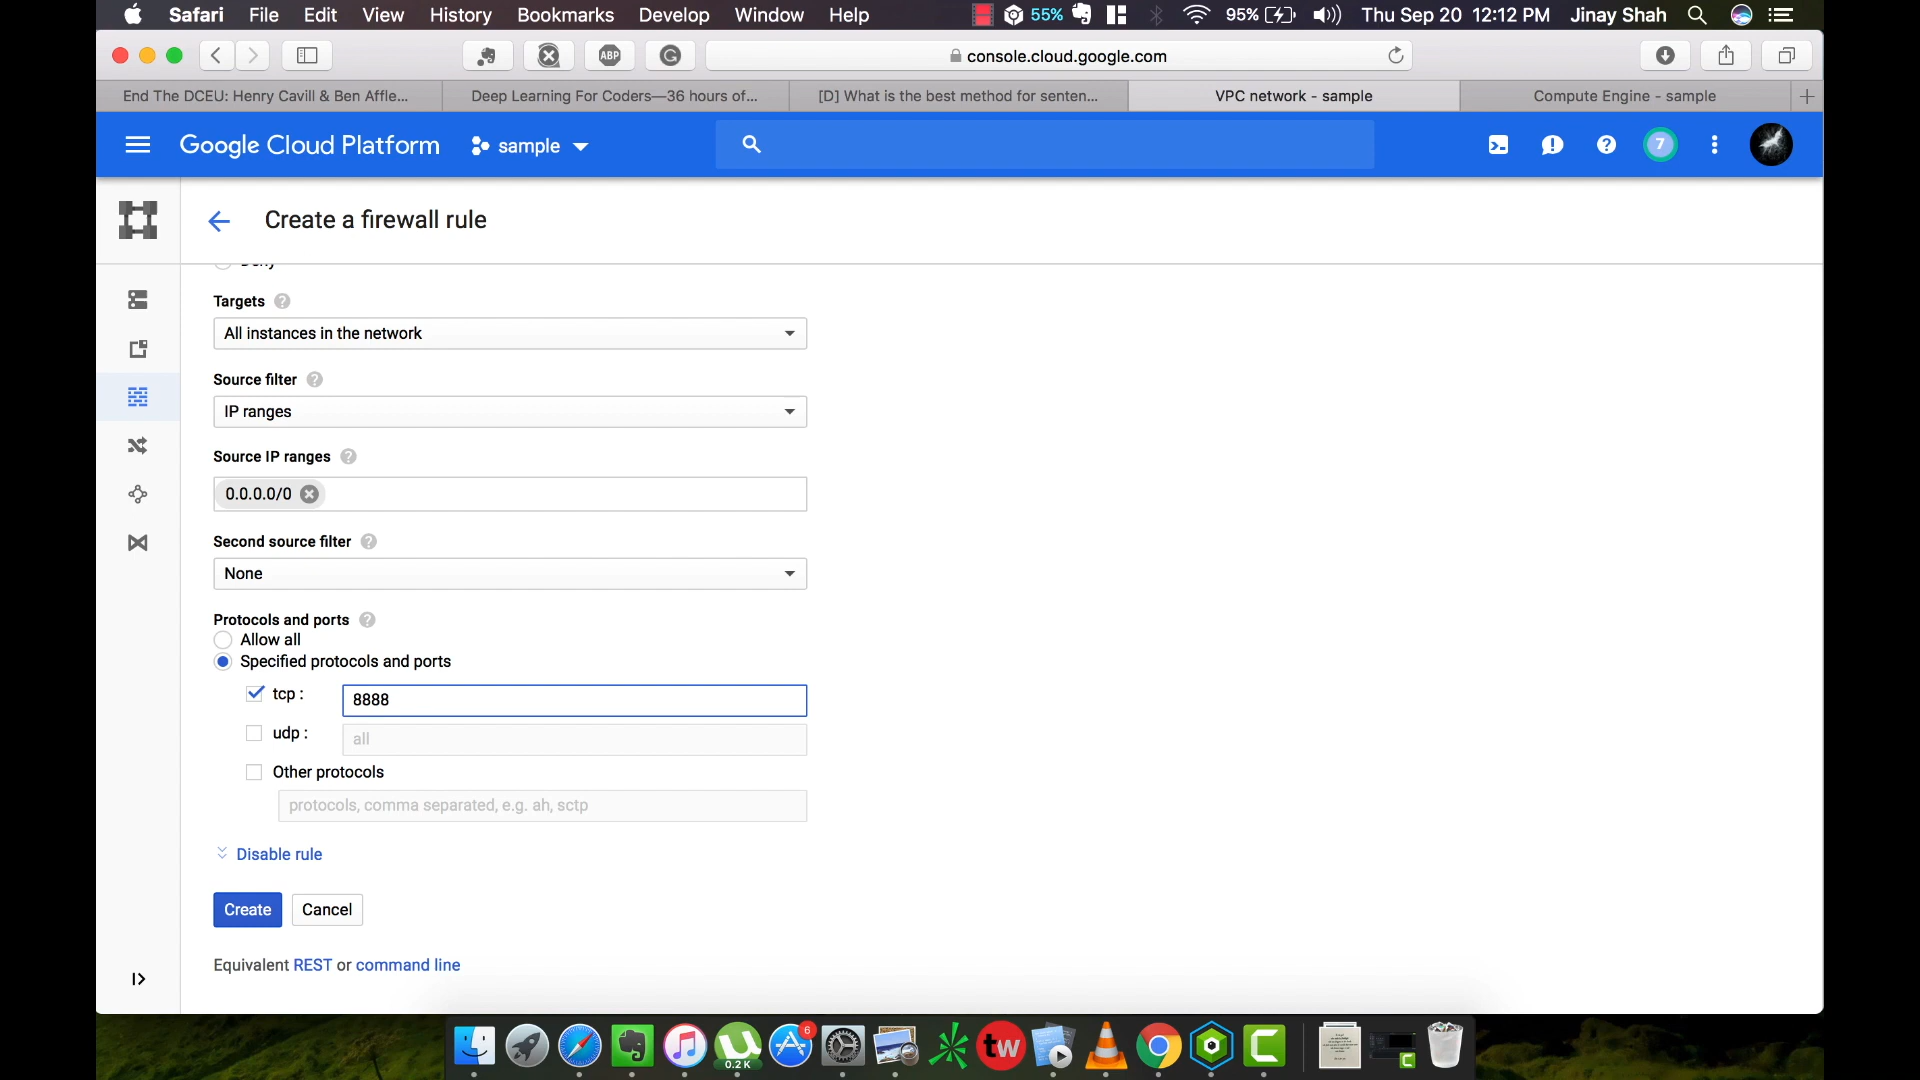 Safari File Edit View History Bookmarks Develop Window Help 55% 95% Thu Sep 20 12:12 PM Jinay Shah
ABP console.cloud.google.com
End The DCEU: Henry Cavill & Ben Affle... Deep Learning For Coders—36 hours of... [D] What is the best method for senten... VPC network - sample Compute Engine - sample
Google Cloud Platform sample 7
Create a firewall rule
Targets
All instances in the network
Source filter
IP ranges
Source IP ranges
0.0.0.0/0
Second source filter
None
Protocols and ports
Allow all
Specified protocols and ports
tcp : 8888
udp : all
Other protocols
protocols, comma separated, e.g. ah, sctp
Disable rule
Create Cancel
Equivalent REST or command line
6
tw
0.2 K